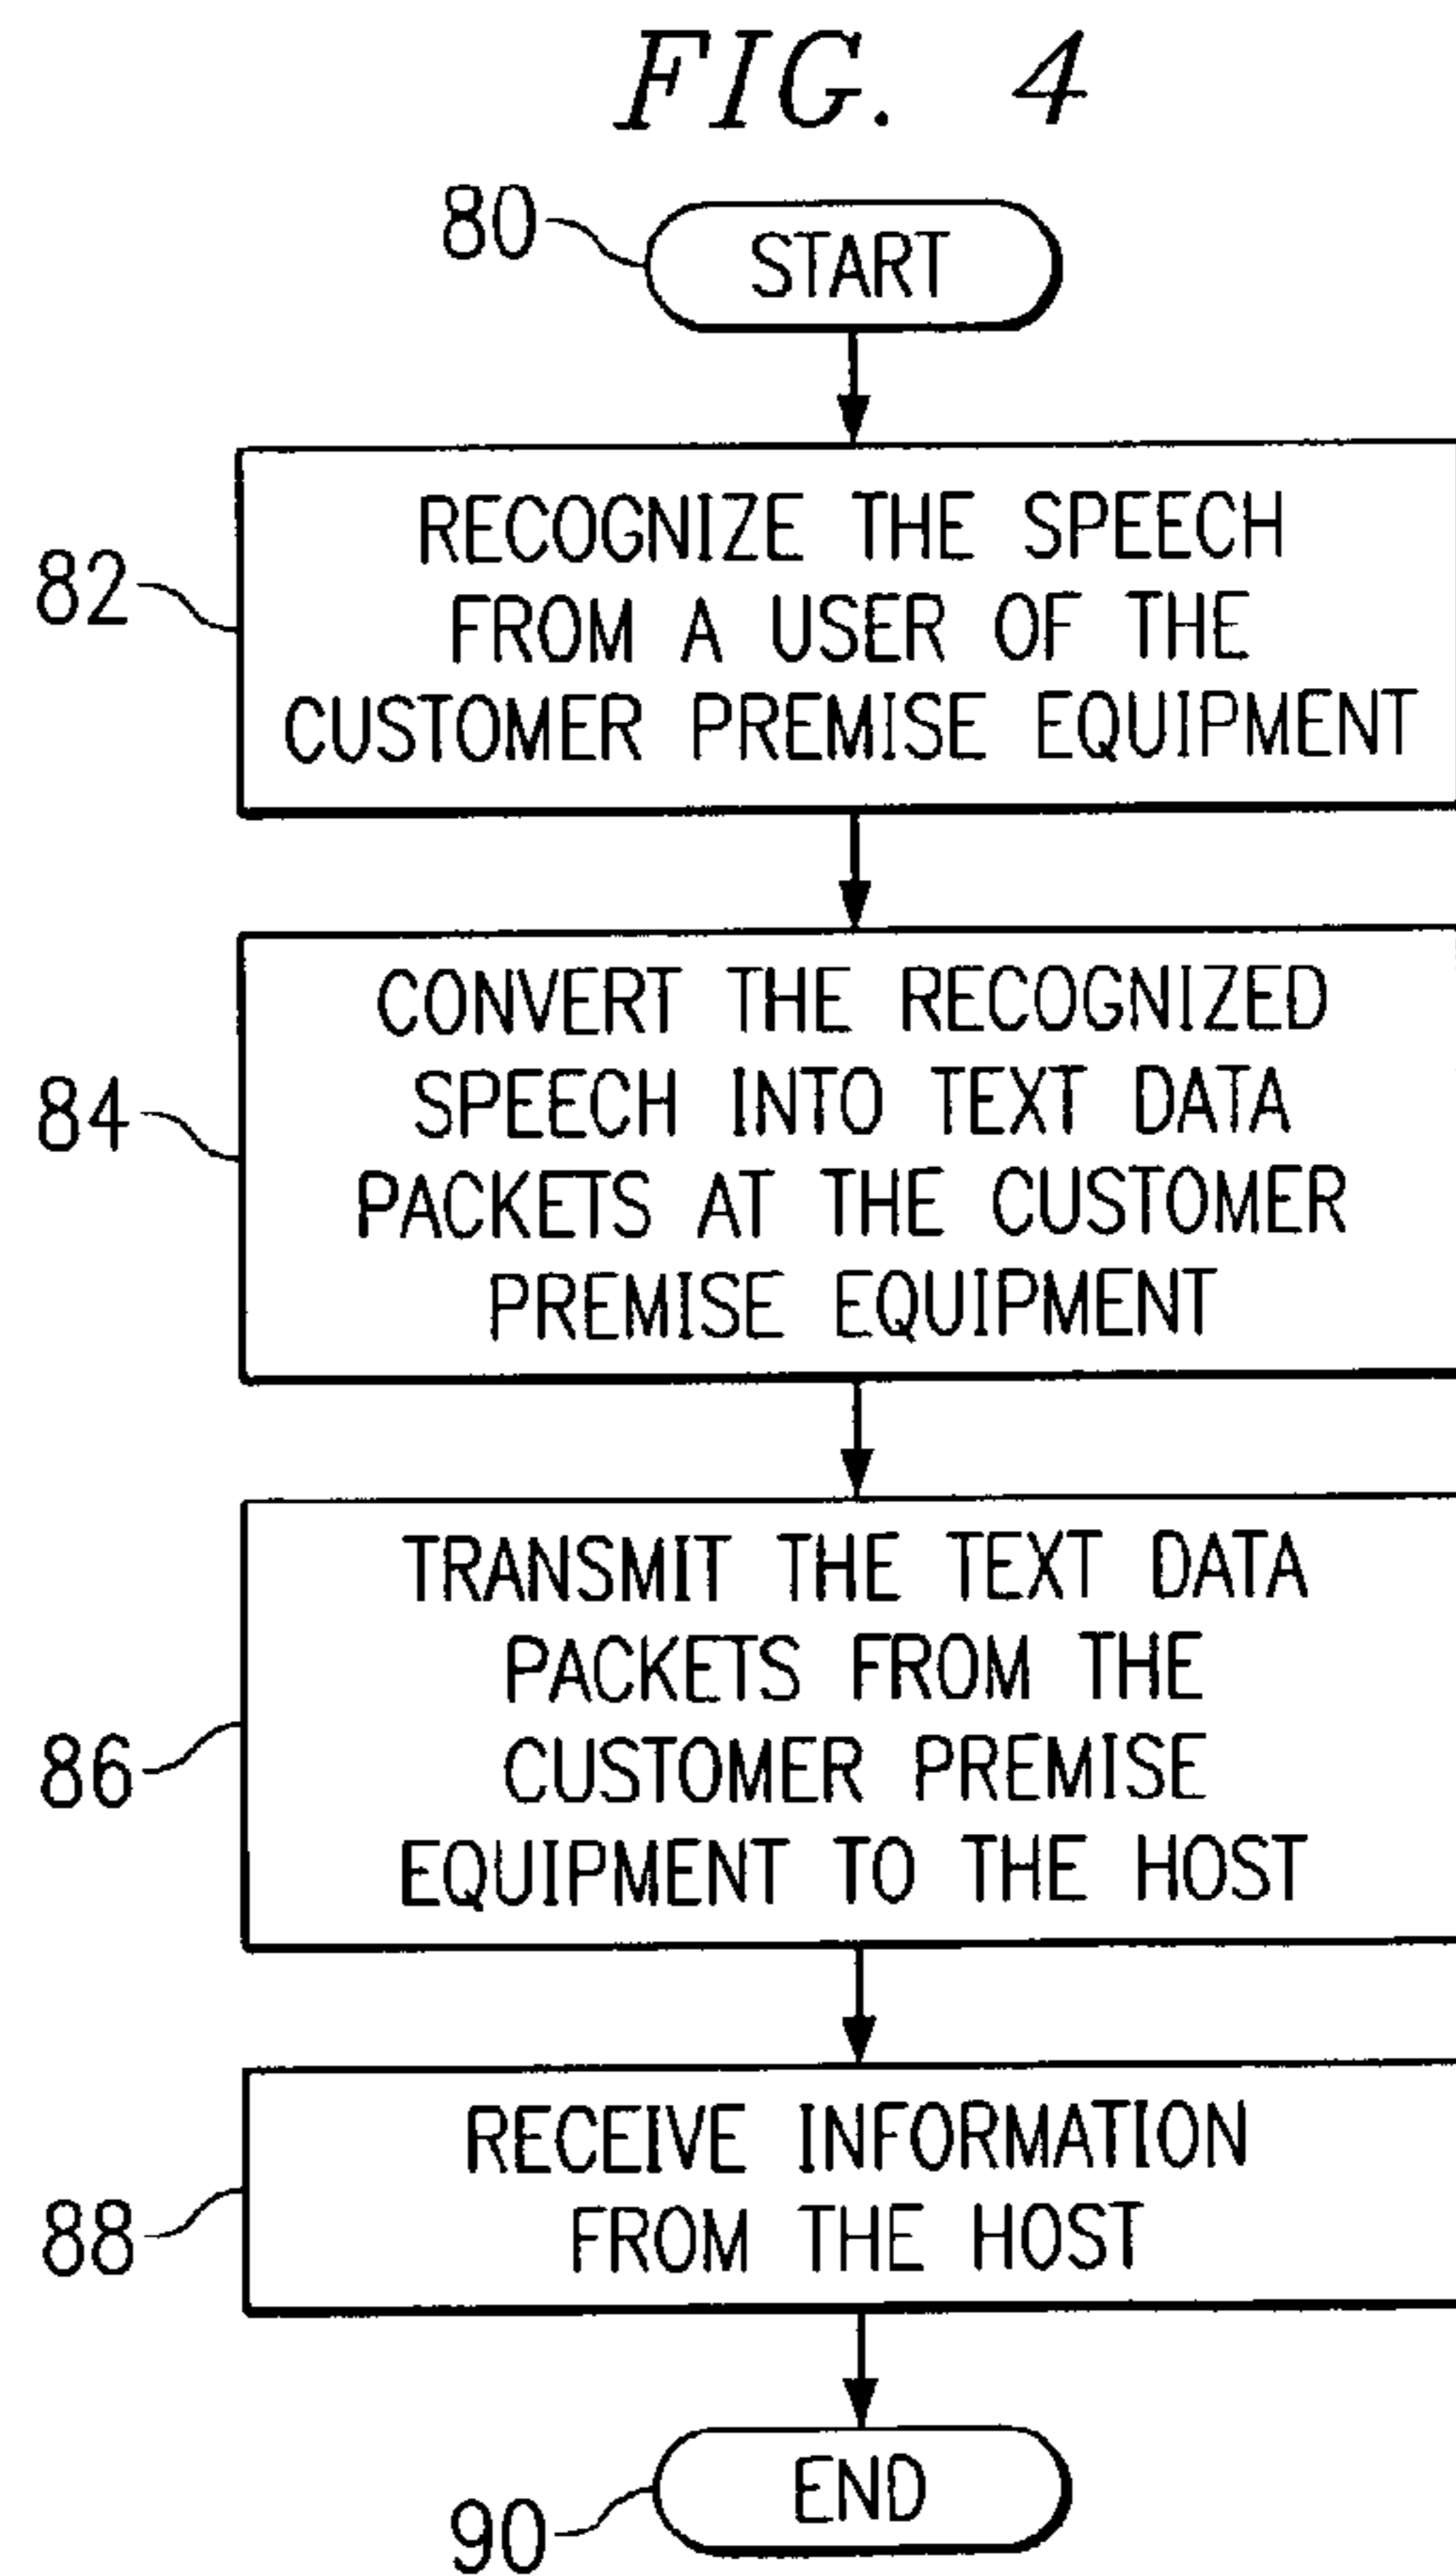 FIG. 4
80
START
82
RECOGNIZE THE SPEECH
FROM A USER OF THE
CUSTOMER PREMISE EQUIPMENT
84
CONVERT THE RECOGNIZED
SPEECH INTO TEXT DATA
PACKETS AT THE CUSTOMER
PREMISE EQUIPMENT
86
TRANSMIT THE TEXT DATA
PACKETS FROM THE
CUSTOMER PREMISE
EQUIPMENT TO THE HOST
88
RECEIVE INFORMATION
FROM THE HOST
90
END